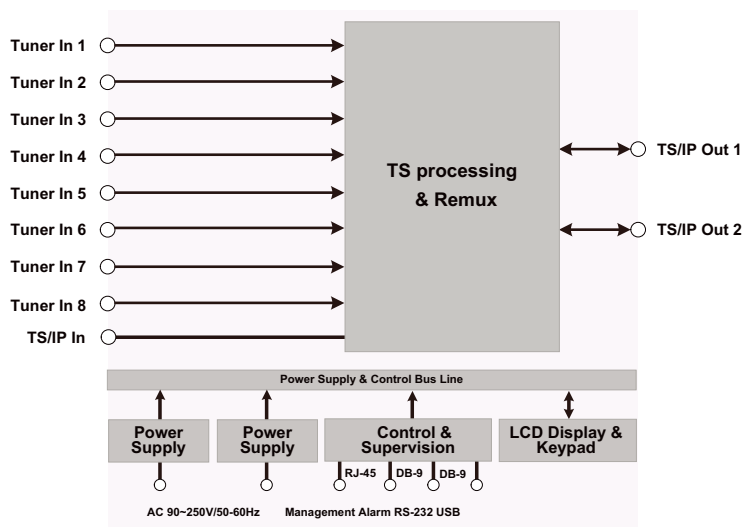 Tuner In 1
Tuner In 2
Tuner In 3
Tuner In 4
Tuner In 5
Tuner In 6
Tuner In 7
Tuner In 8
TS/IP In
TS processing
& Remux
TS/IP Out 1
TS/IP Out 2
Power Supply & Control Bus Line
Power
Supply
Power
Supply
Control &
Supervision
LCD Display &
Keypad
RJ-45 DB-9 DB-9
AC 90~250V/50-60Hz
Management Alarm RS-232 USB